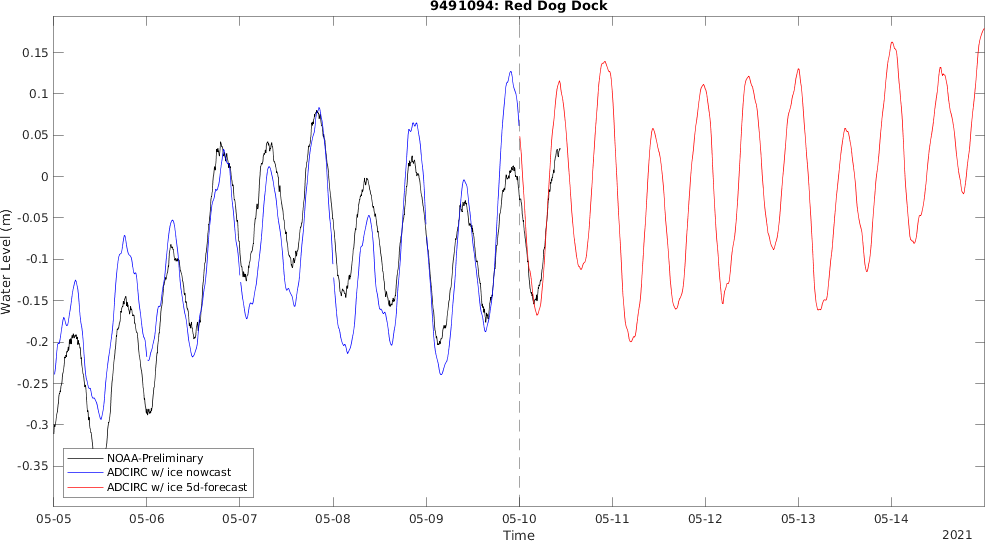 9491094: Red Dog Dock
0.15
0.1
0.05
0
-0.05
-0.1
-0.15
-0.2
-0.25
-0.3
-0.35
Water Level (m)
NOAA-Preliminary
ADCIRC w/ ice nowcast
ADCIRC w/ ice 5d-forecast
05-05 05-06 05-07 05-08 05-09 05-10 05-11 05-12 05-13 05-14
Time
2021